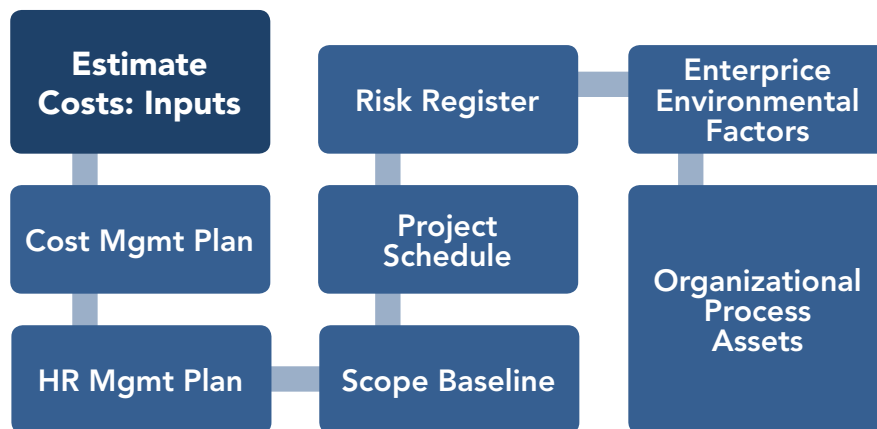 Estimate
Costs: Inputs
Cost Mgmt Plan
HR Mgmt Plan
Scope Baseline
Project
Schedule
Risk Register
Enterprice
Environmental
Factors
Organizational
Process
Assets